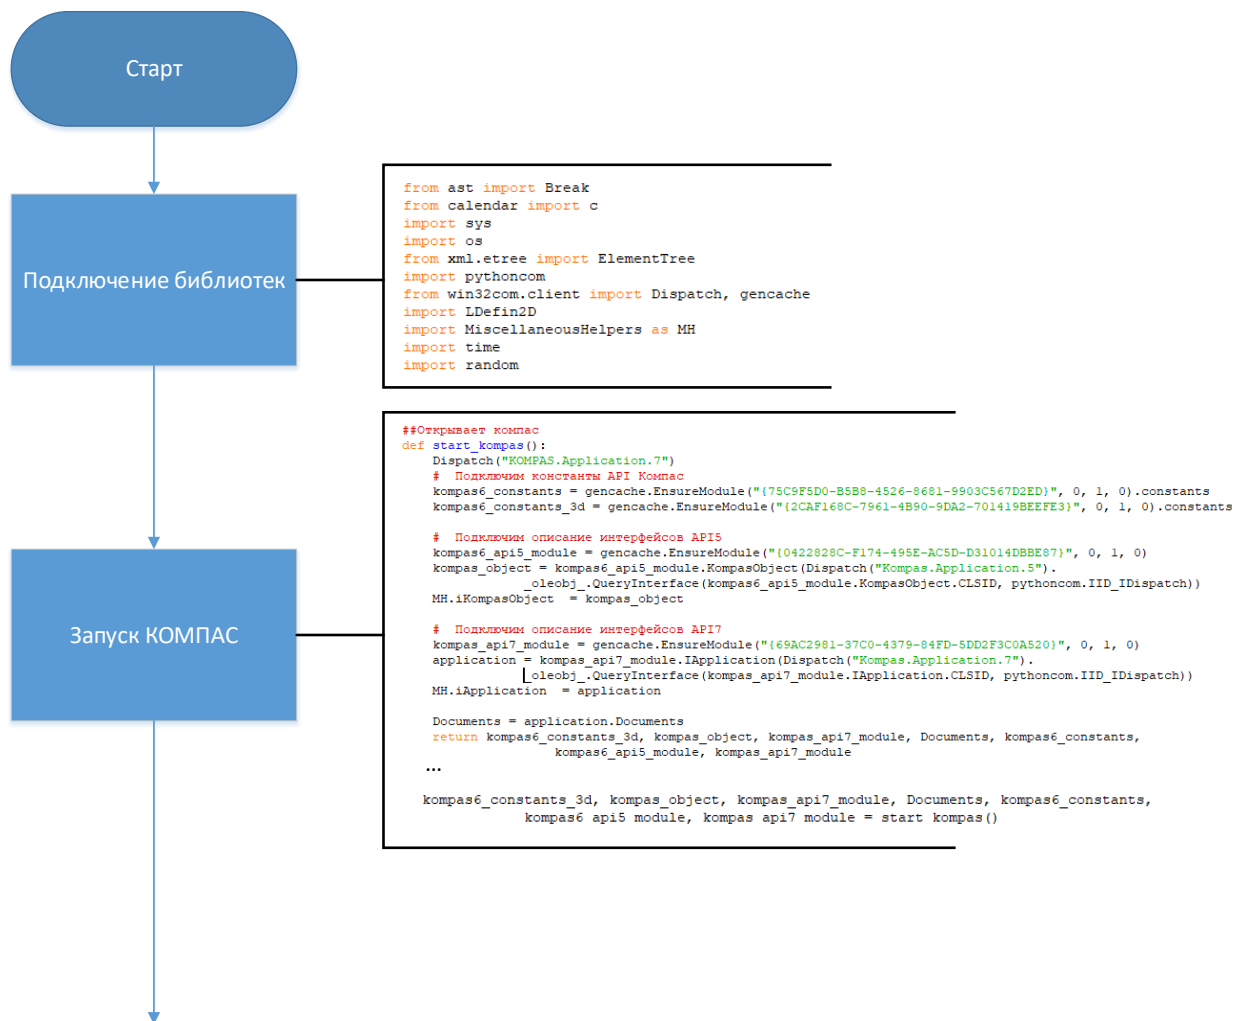 Старт
Подключение библиотек
from ast import Break
from calendar import c
import sys
import os
from xml.etree import ElementTree
import pythoncom
from win32com.client import Dispatch, gencache
import LDefin2D
import MiscellaneousHelpers as MH
import time
import random
Запуск КОМПАС
##Открывает компас
def start_kompas():
Dispatch("KOMPAS.Application.7")
# Подключим константы API Компас
kompas6_constants = gencache.EnsureModule("{75C9F5D0-B5B8-4526-8681-9903C567D2ED}", 0, 1, 0).constants
kompas6_constants_3d = gencache.EnsureModule("{2CAF168C-7961-4B90-9DA2-701419BEEFE3}", 0, 1, 0).constants
# Подключим описание интерфейсов API5
kompas6_api5_module = gencache.EnsureModule("{0422828C-F174-495E-AC5D-D31014DBBE87}", 0, 1, 0)
kompas_object = kompas6_api5_module.KompasObject(Dispatch("Kompas.Application.5").
_oleobj_.QueryInterface(kompas6_api5_module.KompasObject.CLSID, pythoncom.IID_IDispatch))
MH.iKompasObject = kompas_object
# Подключим описание интерфейсов API7
kompas_api7_module = gencache.EnsureModule("{69AC2981-37C0-4379-84FD-5DD2F3C0A520}", 0, 1, 0)
application = kompas_api7_module.IApplication(Dispatch("Kompas.Application.7").
_oleobj_.QueryInterface(kompas_api7_module.IApplication.CLSID, pythoncom.IID_IDispatch))
MH.iApplication = application
Documents = application.Documents
return kompas6_constants_3d, kompas_object, kompas_api7_module, Documents, kompas6_constants,
kompas6_api5_module, kompas_api7_module
...
kompas6_constants_3d, kompas_object, kompas_api7_module, Documents, kompas6_constants,
kompas6 api5 module, kompas api7 module = start kompas()